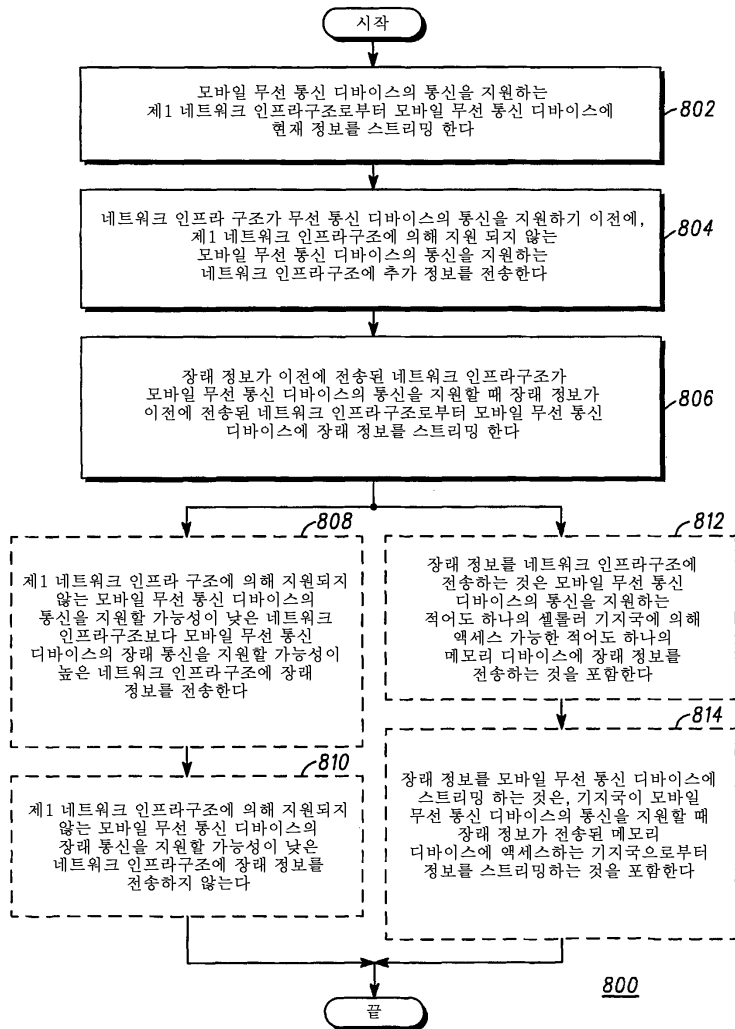 시작
모바일 무선 통신 디바이스의 통신을 지원하는
제1 네트워크 인프라구조로부터 모바일 무선 통신 디바이스에
현재 정보를 스트리밍 한다
802
네트워크 인프라 구조가 무선 통신 디바이스의 통신을 지원하기 이전에,
제1 네트워크 인프라구조에 의해 지원 되지 않는
모바일 무선 통신 디바이스의 통신을 지원하는
네트워크 인프라구조에 추가 정보를 전송한다
804
장래 정보가 이전에 전송된 네트워크 인프라구조가
모바일 무선 통신 디바이스의 통신을 지원할 때 장래 정보가
이전에 전송된 네트워크 인프라구조로부터 모바일 무선 통신
디바이스에 장래 정보를 스트리밍 한다
806
808
제1 네트워크 인프라 구조에 의해 지원되지
않는 모바일 무선 통신 디바이스의
통신을 지원할 가능성이 낮은 네트워크
인프라구조보다 모바일 무선 통신
디바이스의 장래 통신을 지원할 가능성이
높은 네트워크 인프라구조에 장래
정보를 전송한다
810
제1 네트워크 인프라구조에 의해 지원되지
않는 모바일 무선 통신 디바이스의
장래 통신을 지원할 가능성이 낮은
네트워크 인프라구조에 장래 정보를
전송하지 않는다
812
장래 정보를 네트워크 인프라구조에
전송하는 것은 모바일 무선 통신
디바이스의 통신을 지원하는
적어도 하나의 셀롤러 기지국에 의해
액세스 가능한 적어도 하나의
메모리 디바이스에 장래 정보를
전송하는 것을 포함한다
814
장래 정보를 모바일 무선 통신 디바이스에
스트리밍 하는 것은, 기지국이 모바일
무선 통신 디바이스의 통신을 지원할 때
장래 정보가 전송된 메모리
디바이스에 액세스하는 기지국으로부터
정보를 스트리밍하는 것을 포함한다
끝
800